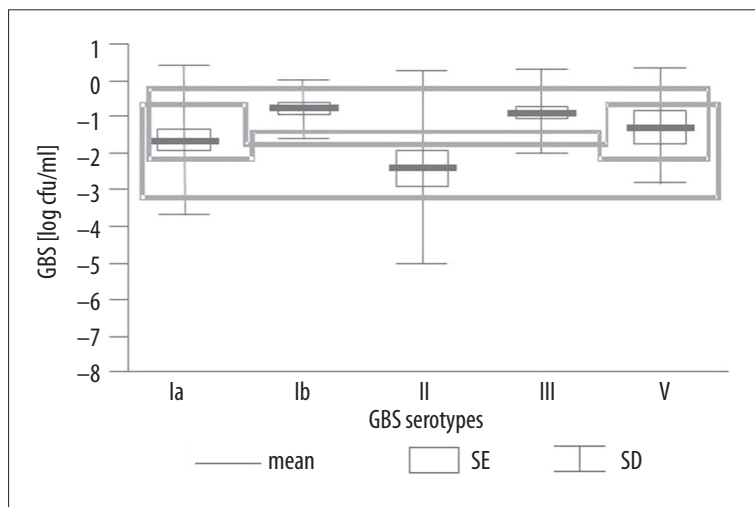 GBS [log cfu/ml]
1
0
–1
–2
–3
–4
–5
–6
–7
–8
Ia Ib II III V
GBS serotypes
mean SE SD